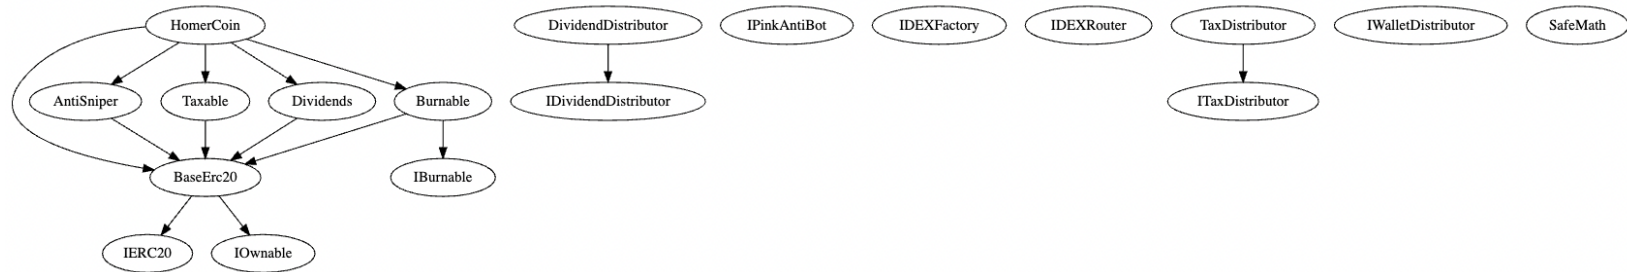 HomerCoin
DividendDistributor
IPinkAntiBot
IDEXFactory
IDEXRouter
TaxDistributor
IWalletDistributor
SafeMath
AntiSniper
Taxable
Dividends
Burnable
IDividendDistributor
ITaxDistributor
BaseErc20
IBurnable
IERC20
IOwnable